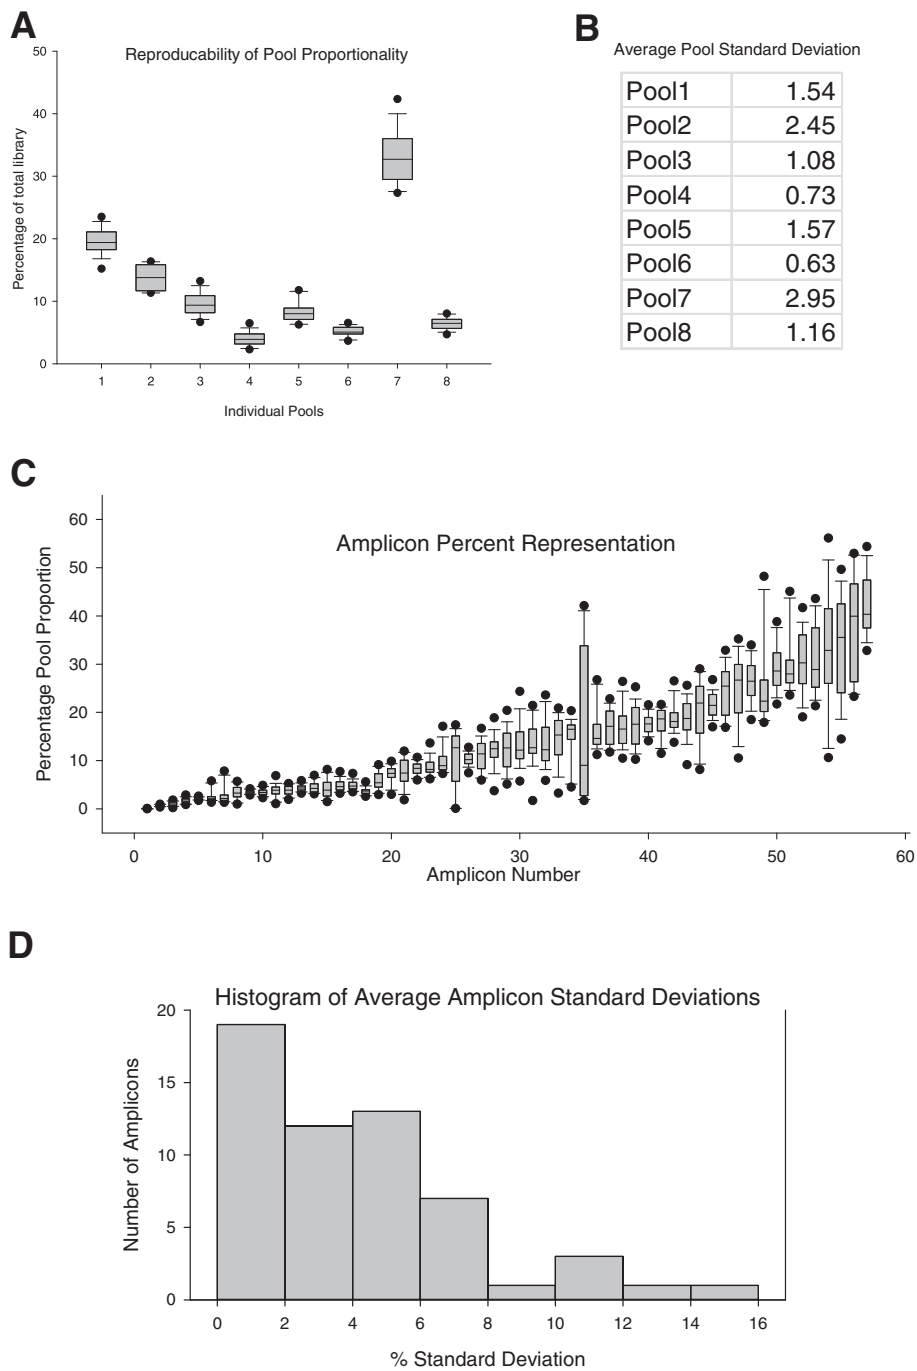 A
Reproducability of Pool Proportionality
Percentage of total library
50
40
30
20
10
0
1 2 3 4 5 6 7 8
Individual Pools
B
Average Pool Standard Deviation
Pool1 1.54
Pool2 2.45
Pool3 1.08
Pool4 0.73
Pool5 1.57
Pool6 0.63
Pool7 2.95
Pool8 1.16
C
Amplicon Percent Representation
Percentage Pool Proportion
60
50
40
30
20
10
0
0 10 20 30 40 50 60
Amplicon Number
D
Histogram of Average Amplicon Standard Deviations
Number of Amplicons
20
15
10
5
0
0 2 4 6 8 10 12 14 16
% Standard Deviation